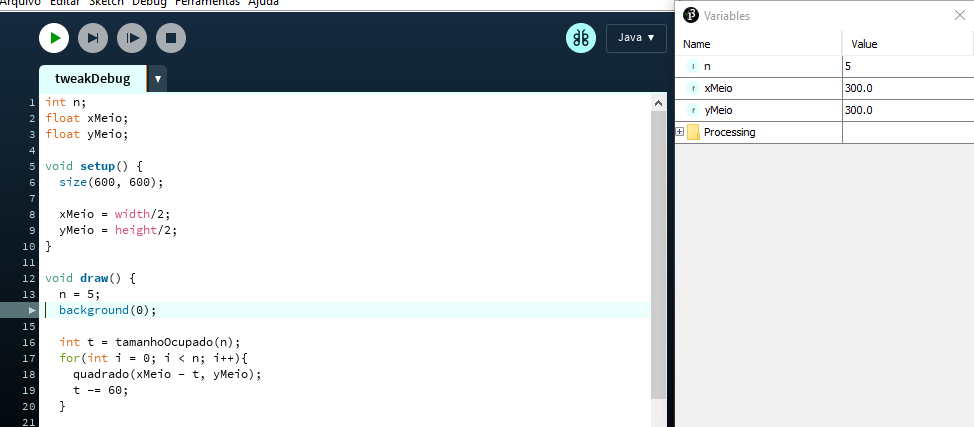 Arquivo Editar Sketch Debug Ferramentas Ajuda
Java ▼
tweakDebug ▼
1 int n;
2 float xMeio;
3 float yMeio;
4
5 void setup() {
6   size(600, 600);
7
8   xMeio = width/2;
9   yMeio = height/2;
10 }
11
12 void draw() {
13   n = 5;
background(0);
15
16   int t = tamanhoOcupado(n);
17   for(int i = 0; i < n; i++){
18     quadrado(xMeio - t, yMeio);
19     t -= 60;
20   }
21
Variables
Name Value
I n 5
F xMeio 300.0
F yMeio 300.0
Processing